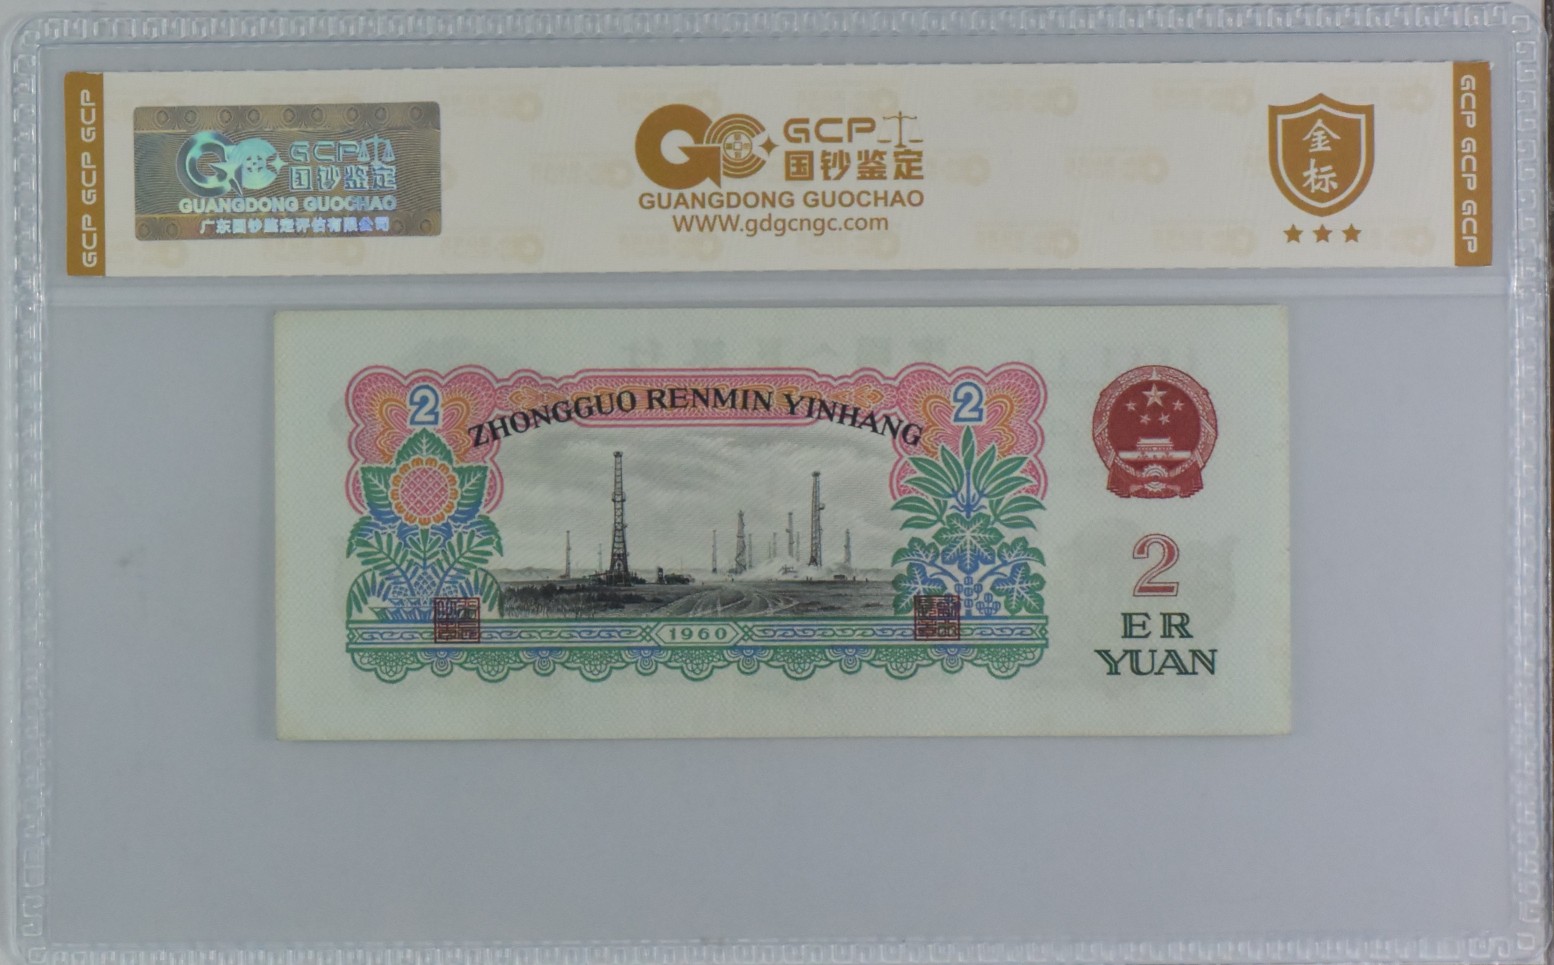 GCP GCP GCP
GCP 国钞鉴定
GUANGDONG GUOCHAO
广东国钞鉴定评估有限公司
GCP
国钞鉴定
GUANGDONG GUOCHAO
WWW.gdgcngc.com
金标
GCP GCP GCP
2
ZHONGGUO RENMIN YINHANG
2
1960
2
ER
YUAN